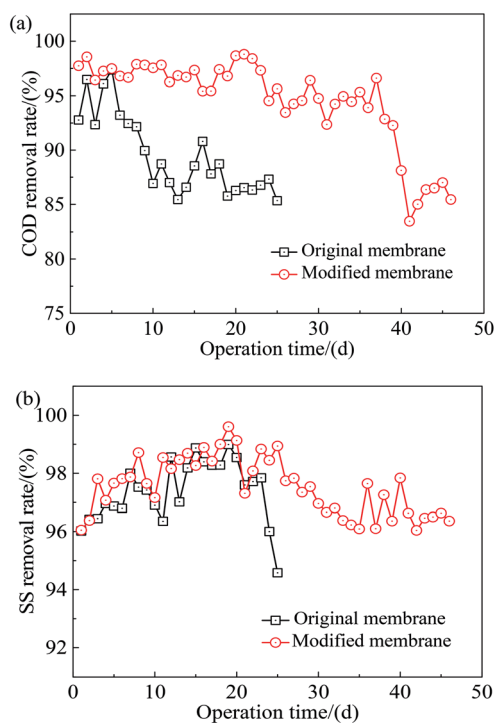 (a)
100
95
90
85
80
75
COD removal rate/(%)
Original membrane
Modified membrane
0 10 20 30 40 50
Operation time/(d)
(b)
100
98
96
94
92
SS removal rate/(%)
Original membrane
Modified membrane
0 10 20 30 40 50
Operation time/(d)